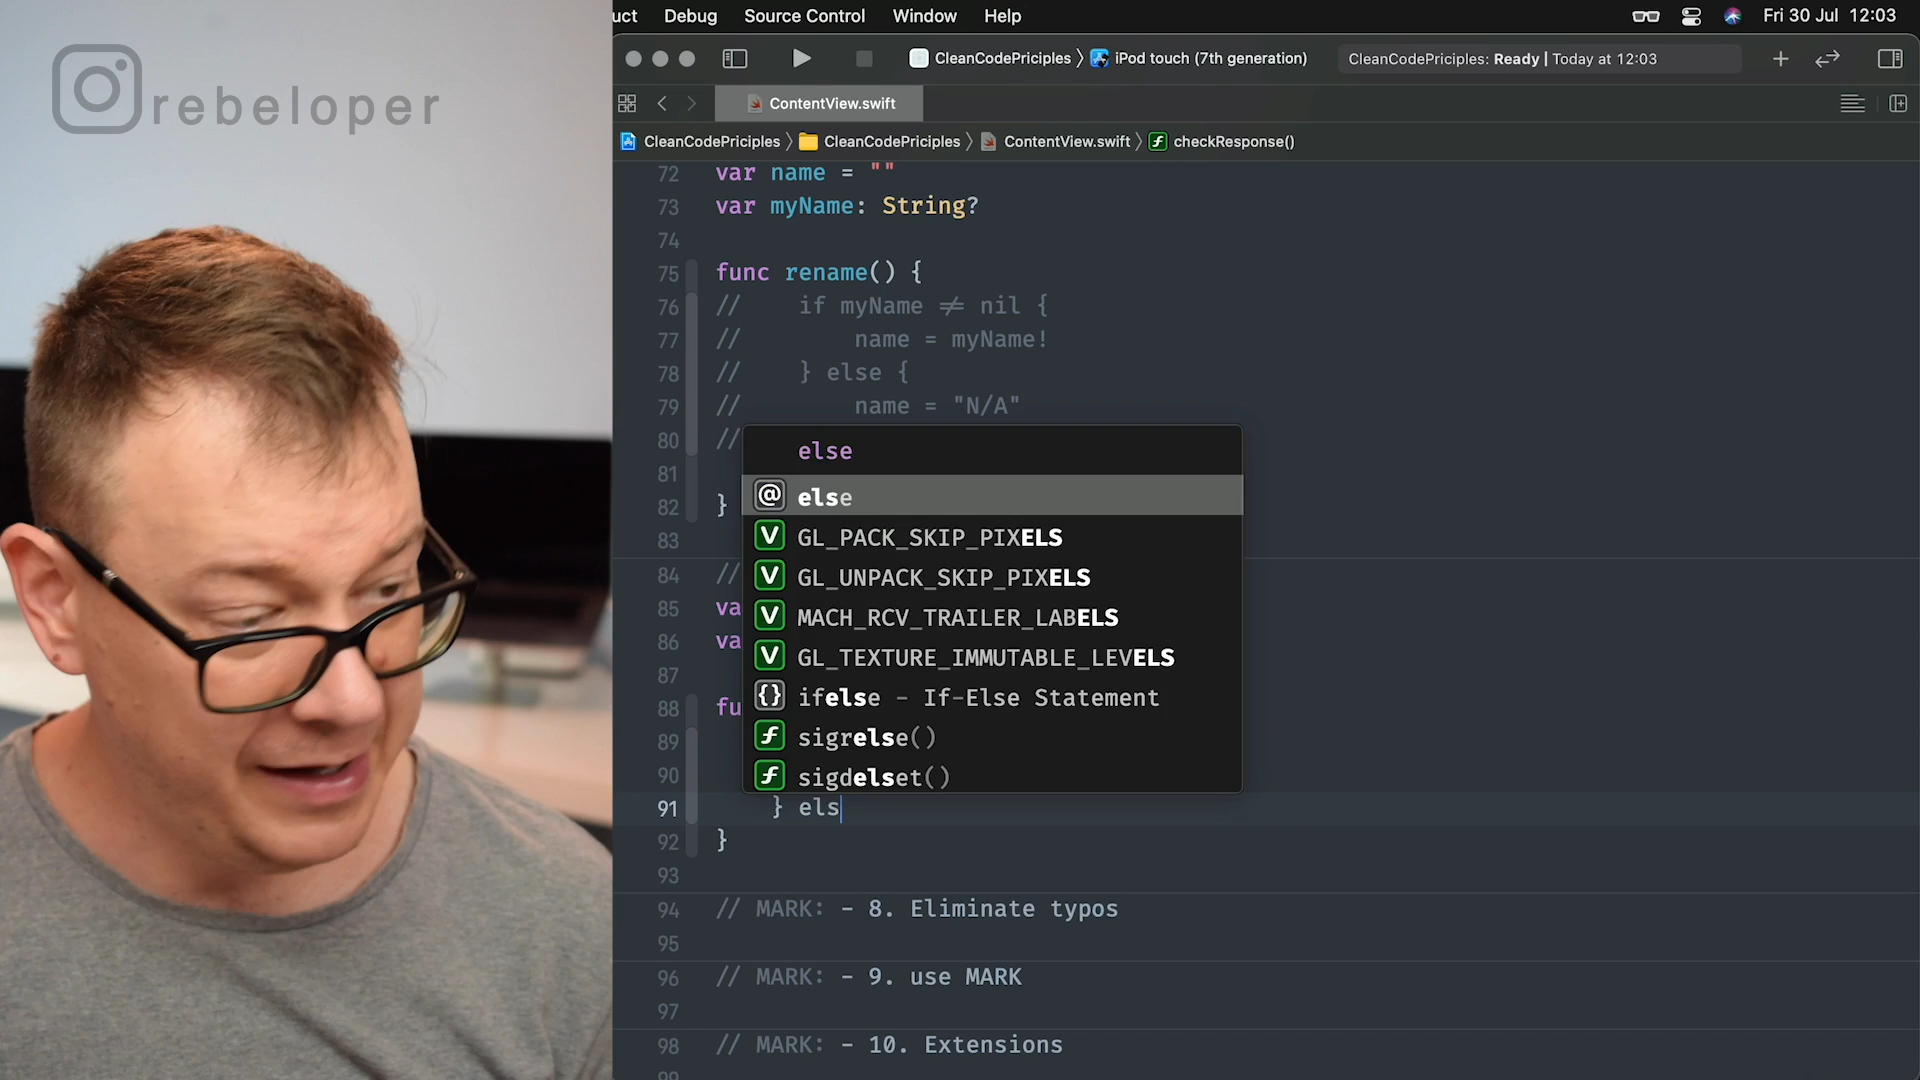 uct Debug Source Control Window Help Fri 30 Jul 12:03
CleanCodePriciples 〉 iPod touch (7th generation) CleanCodePriciples: Ready | Today at 12:03
ContentView.swift
CleanCodePriciples 〉 CleanCodePriciples 〉 ContentView.swift 〉 checkResponse()
rebeloper
72 var name = ""
73 var myName: String?
74
75 func rename() {
76 // if myName ≠ nil {
77 // name = myName!
78 // } else {
79 // name = "N/A"
80 //
81
82 }
83
84 //
85 va
86 va
87
88 fu
89
90
else
@ else
V GL_PACK_SKIP_PIXELS
V GL_UNPACK_SKIP_PIXELS
V MACH_RCV_TRAILER_LABELS
V GL_TEXTURE_IMMUTABLE_LEVELS
{} ifelse - If-Else Statement
f sigrelse()
f sigdelset()
91 } els
92 }
93
94 // MARK: - 8. Eliminate typos
95
96 // MARK: - 9. use MARK
97
98 // MARK: - 10. Extensions
99